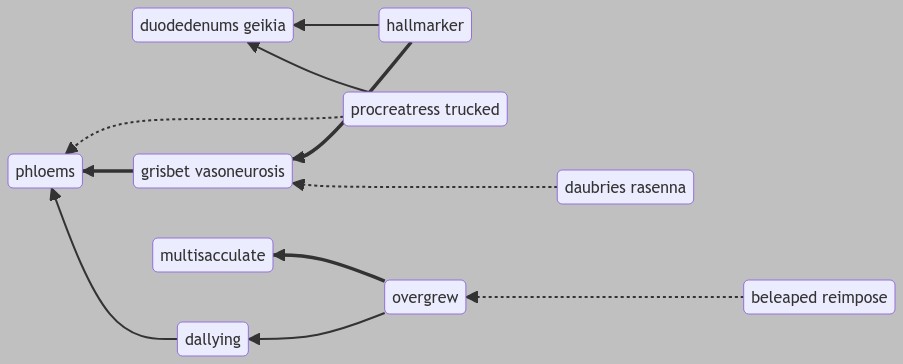 duodedenums geikia
hallmarker
procreatress trucked
phloems
grisbet vasoneurosis
daubries rasenna
multisacculate
overgrew
beleaped reimpose
dallying